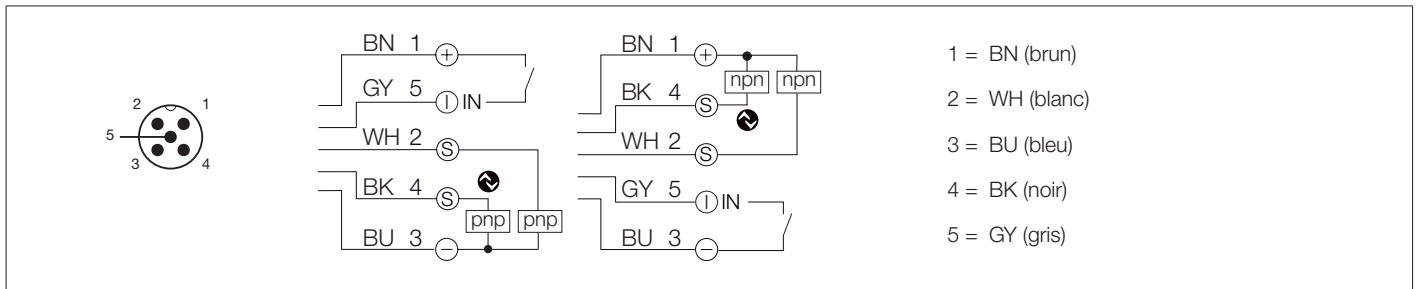 2 1
5
3 4
BN 1 +
GY 5 I IN
WH 2 S
BK 4 S
pnp pnp
BU 3 −
BN 1 +
npn npn
BK 4 S
WH 2 S
GY 5 I IN
BU 3 −
1 = BN (brun)
2 = WH (blanc)
3 = BU (bleu)
4 = BK (noir)
5 = GY (gris)